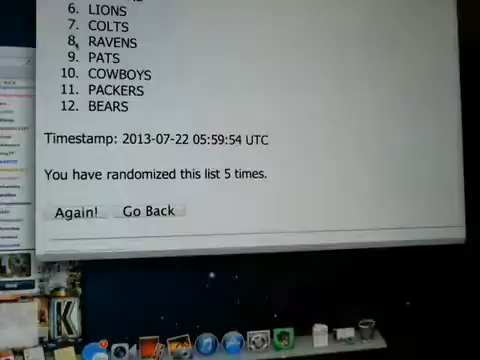 6. LIONS
7. COLTS
8. RAVENS
9. PATS
10. COWBOYS
11. PACKERS
12. BEARS
Timestamp: 2013-07-22 05:59:54 UTC
You have randomized this list 5 times.
Again! Go Back
K